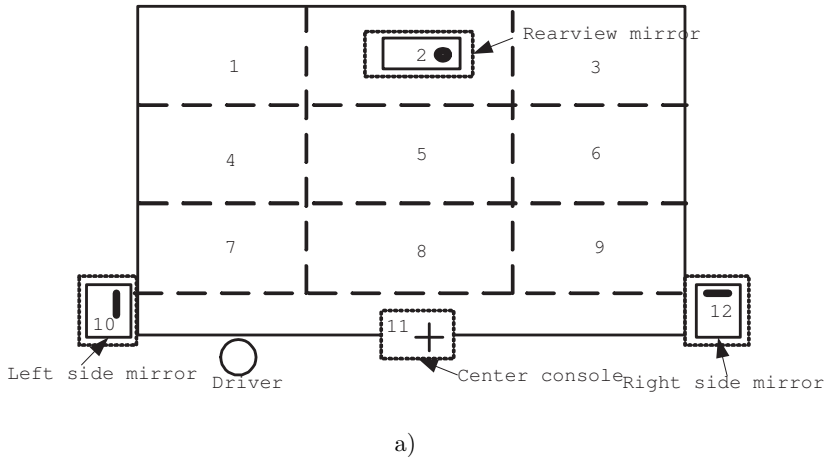 Rearview mirror
1
2
3
4
5
6
7
8
9
10
11
12
Left side mirror
Driver
Center console
Right side mirror
a)